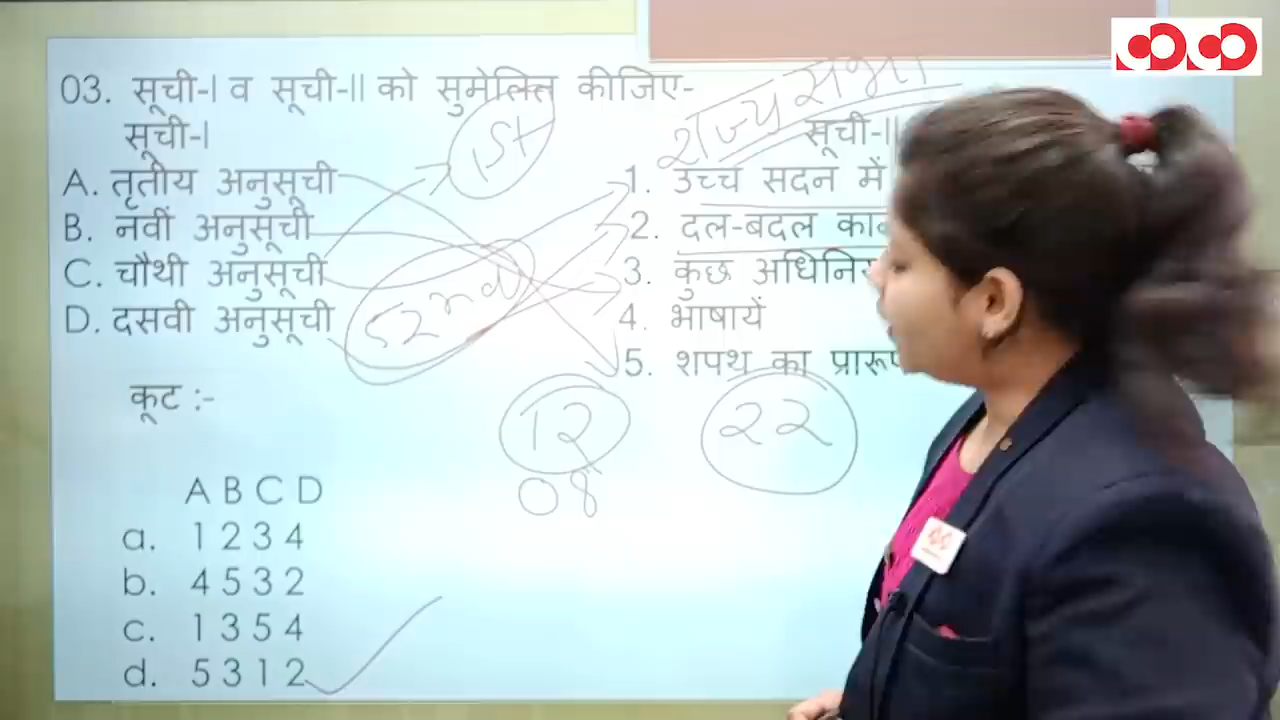 03. सूची-I व सूची-II को सुमेलित कीजिए-
सूची-I
सूची-II
राज्य सभा
1st
A. तृतीय अनुसूची
1. उच्च सदन में
B. नवीं अनुसूची
2. दल-बदल
C. चौथी अनुसूची
3. कुछ
D. दसवी अनुसूची
4. भाषायें
52nd
5. शपथ का
कूट :-
12
22
08
A B C D
a. 1 2 3 4
b. 4 5 3 2
c. 1 3 5 4
d. 5 3 1 2